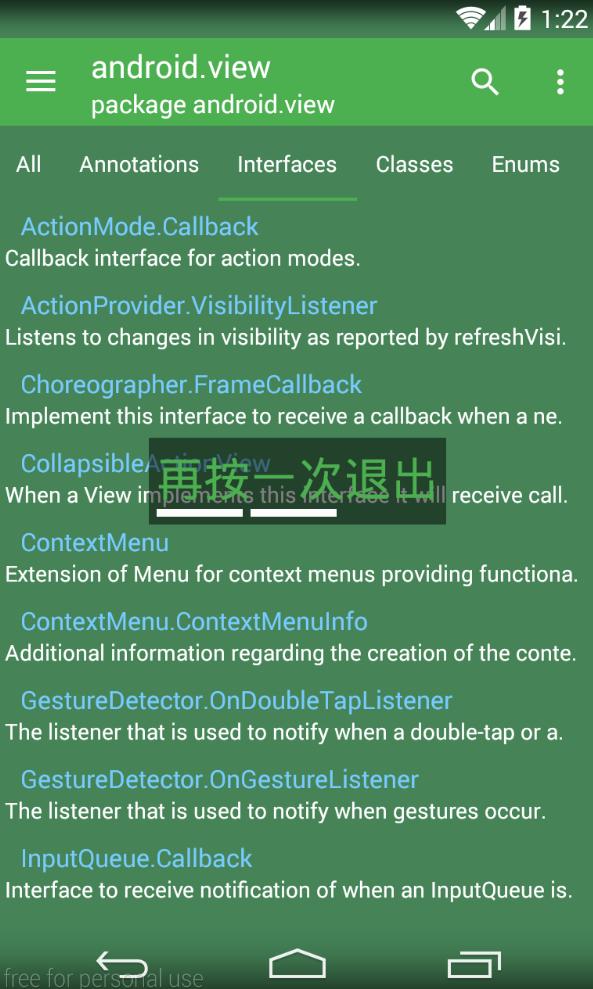 1:22
android.view
package android.view
All Annotations Interfaces Classes Enums
ActionMode.Callback
Callback interface for action modes.
ActionProvider.VisibilityListener
Listens to changes in visibility as reported by refreshVisi.
Choreographer.FrameCallback
Implement this interface to receive a callback when a ne.
CollapsibleActionView
再按一次退出
When a View implements this interface it will receive call.
ContextMenu
Extension of Menu for context menus providing functiona.
ContextMenu.ContextMenuInfo
Additional information regarding the creation of the conte.
GestureDetector.OnDoubleTapListener
The listener that is used to notify when a double-tap or a.
GestureDetector.OnGestureListener
The listener that is used to notify when gestures occur.
InputQueue.Callback
Interface to receive notification of when an InputQueue is.
free for personal use